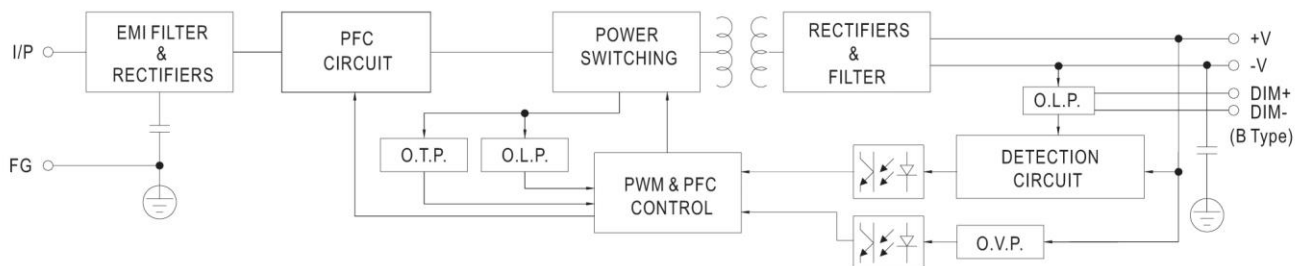 I/P
EMI FILTER
&
RECTIFIERS
PFC
CIRCUIT
POWER
SWITCHING
RECTIFIERS
&
FILTER
+V
-V
DIM+
DIM-
(B Type)
O.L.P.
FG
O.T.P.
O.L.P.
PWM & PFC
CONTROL
DETECTION
CIRCUIT
O.V.P.